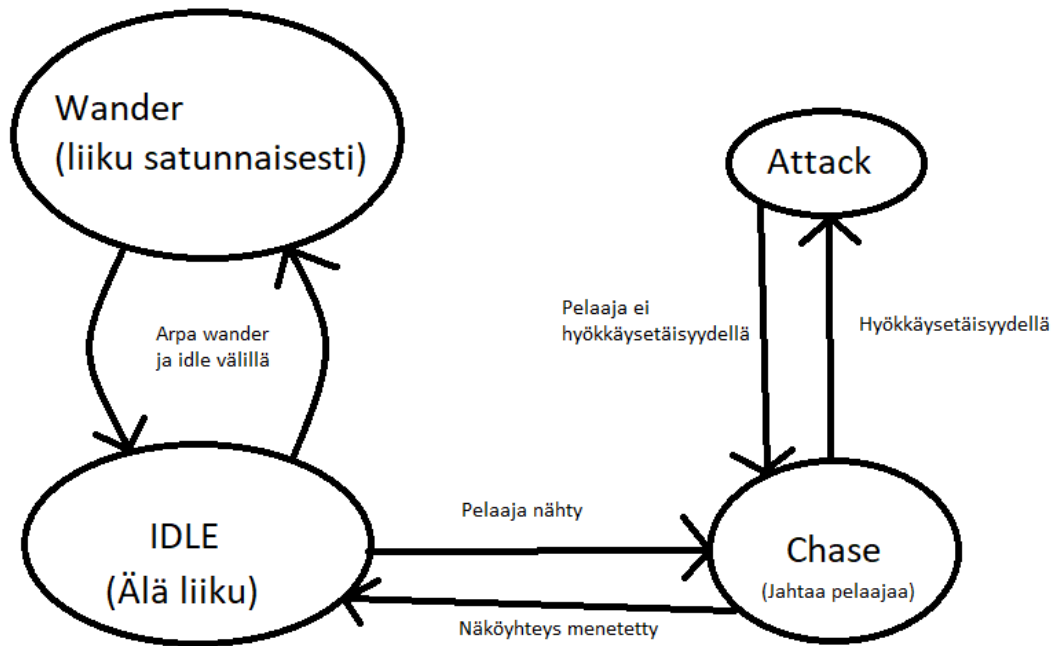 Wander
(liiku satunnaisesti)
Attack
Arpa wander
ja idle välillä
Pelaaja ei
hyökkäysetäisyydellä
Hyökkäysetäisyydellä
IDLE
(Älä liiku)
Pelaaja nähty
Näköyhteys menetetty
Chase
(Jahtaa pelaajaa)